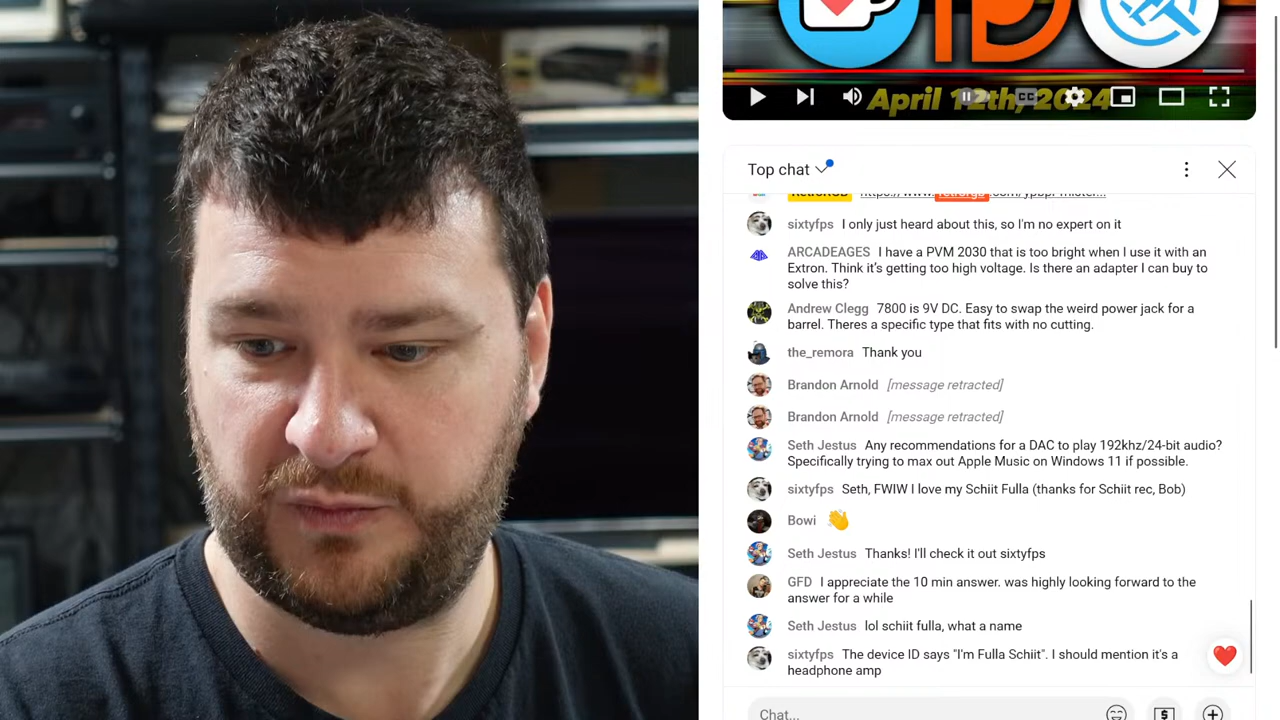 ID
April 12th, 2024
CC
Top chat
https://www.
sixtyfps I only just heard about this, so I'm no expert on it
ARCADEAGES I have a PVM 2030 that is too bright when I use it with an
Extron. Think it's getting too high voltage. Is there an adapter I can buy to
solve this?
Andrew Clegg 7800 is 9V DC. Easy to swap the weird power jack for a
barrel. Theres a specific type that fits with no cutting.
the_remora Thank you
Brandon Arnold [message retracted]
Brandon Arnold [message retracted]
Seth Jestus Any recommendations for a DAC to play 192khz/24-bit audio?
Specifically trying to max out Apple Music on Windows 11 if possible.
sixtyfps Seth, FWIW I love my Schiit Fulla (thanks for Schiit rec, Bob)
Bowi 👋
Seth Jestus Thanks! I'll check it out sixtyfps
GFD I appreciate the 10 min answer. was highly looking forward to the
answer for a while
Seth Jestus lol schiit fulla, what a name
sixtyfps The device ID says "I'm Fulla Schiit". I should mention it's a
headphone amp
Chat...